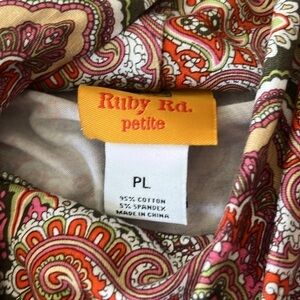 Ruby Rd.
petite
PL
95% COTTON
5% SPANDEX
MADE IN CHINA